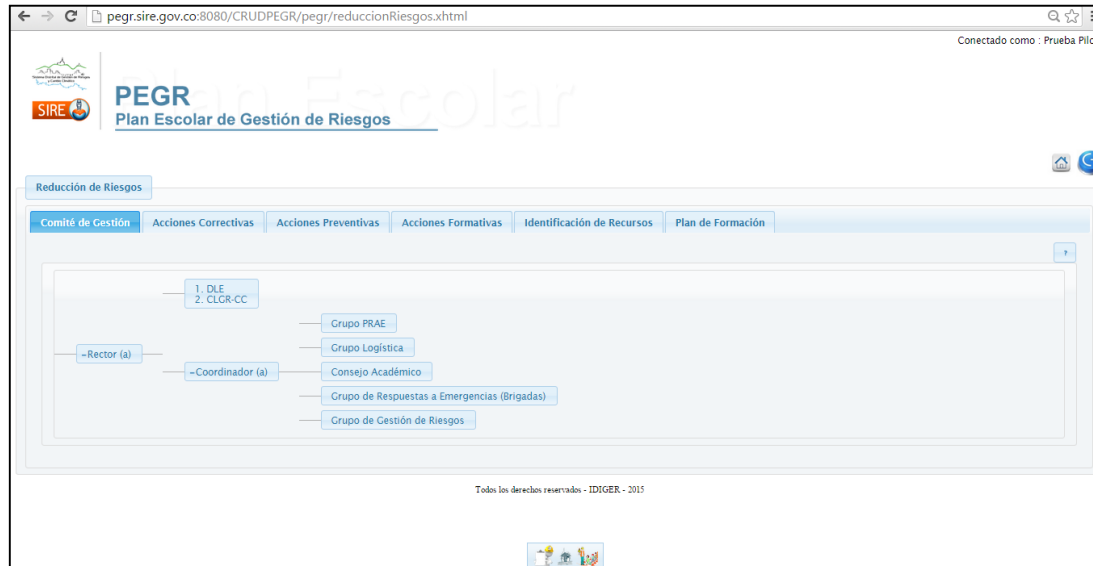 pegr.sire.gov.co:8080/CRUDPEGR/pegr/reduccionRiesgos.xhtml
Conectado como : Prueba Pilo
Plan Escolar
SIRE
PEGR
Plan Escolar de Gestión de Riesgos
Reducción de Riesgos
Comité de Gestión Acciones Correctivas Acciones Preventivas Acciones Formativas Identificación de Recursos Plan de Formación
?
1. DLE
2. CLGR-CC
Grupo PRAE
Grupo Logística
–Rector (a)
–Coordinador (a) Consejo Académico
Grupo de Respuestas a Emergencias (Brigadas)
Grupo de Gestión de Riesgos
Todos los derechos reservados - IDIGER - 2015